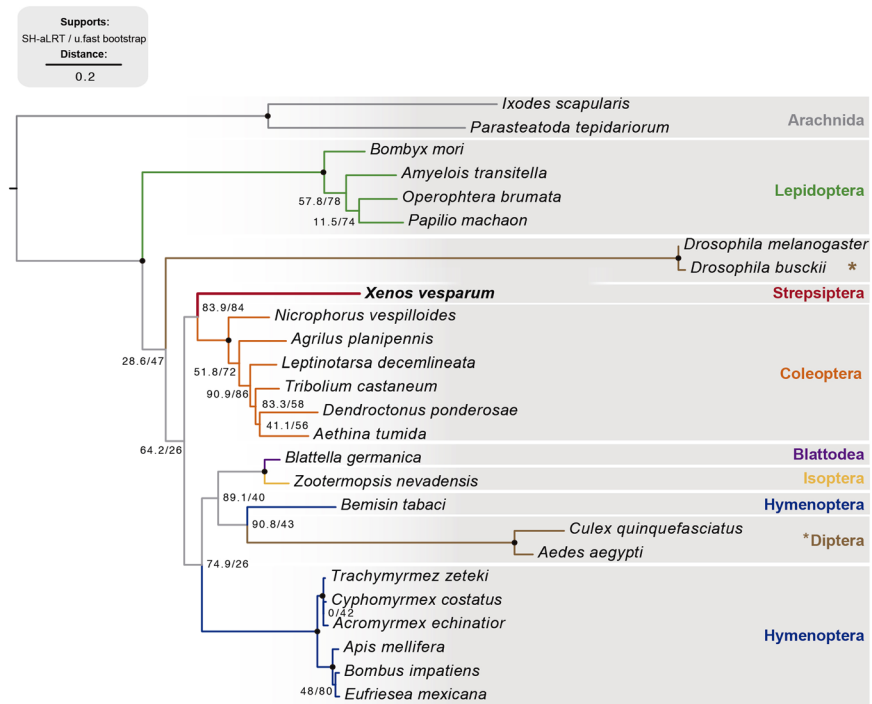 Supports:
SH-aLRT / u.fast bootstrap
Distance:
0.2
Ixodes scapularis
Parasteatoda tepidariorum
Arachnida
Bombyx mori
Amyelois transitella
Operophtera brumata
Papilio machaon
57.8/78
11.5/74
Lepidoptera
Drosophila melanogaster
Drosophila busckii *
Xenos vesparum
Strepsiptera
83.9/84
Nicrophorus vespilloides
Agrilus planipennis
Leptinotarsa decemlineata
Tribolium castaneum
Dendroctonus ponderosae
Aethina tumida
28.6/47
51.8/72
90.9/86
83.3/58
41.1/56
Coleoptera
64.2/26
Blattella germanica
Blattodea
Zootermopsis nevadensis
Isoptera
89.1/40
Bemisin tabaci
Hymenoptera
90.8/43
Culex quinquefasciatus
Aedes aegypti
*Diptera
74.9/26
Trachymyrmez zeteki
Cyphomyrmex costatus
0/42
Acromyrmex echinatior
Apis mellifera
Bombus impatiens
48/80
Eufriesea mexicana
Hymenoptera